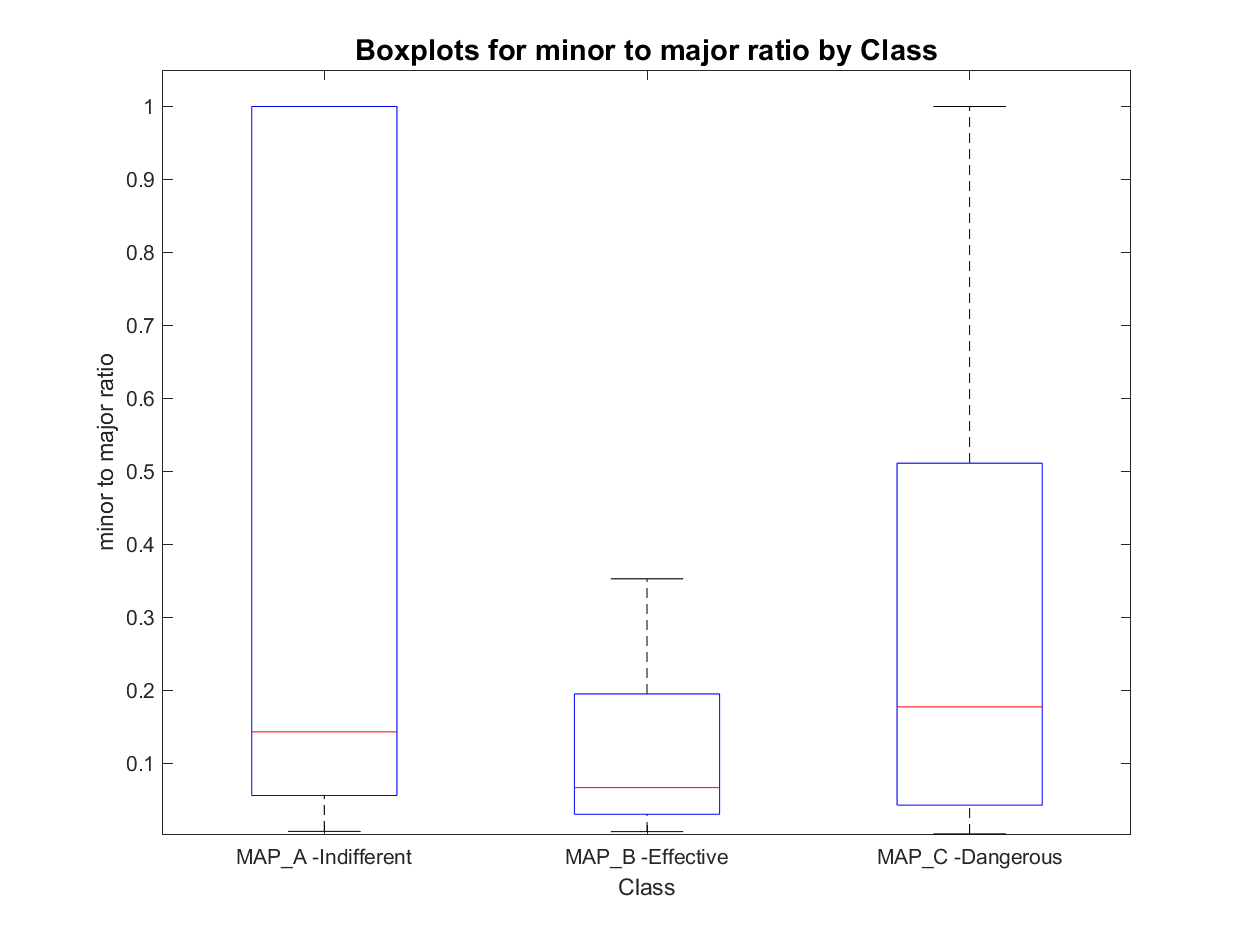 Boxplots for minor to major ratio by Class
1
0.9
0.8
0.7
0.6
0.5
0.4
0.3
0.2
0.1
minor to major ratio
MAP_A -Indifferent
MAP_B -Effective
MAP_C -Dangerous
Class